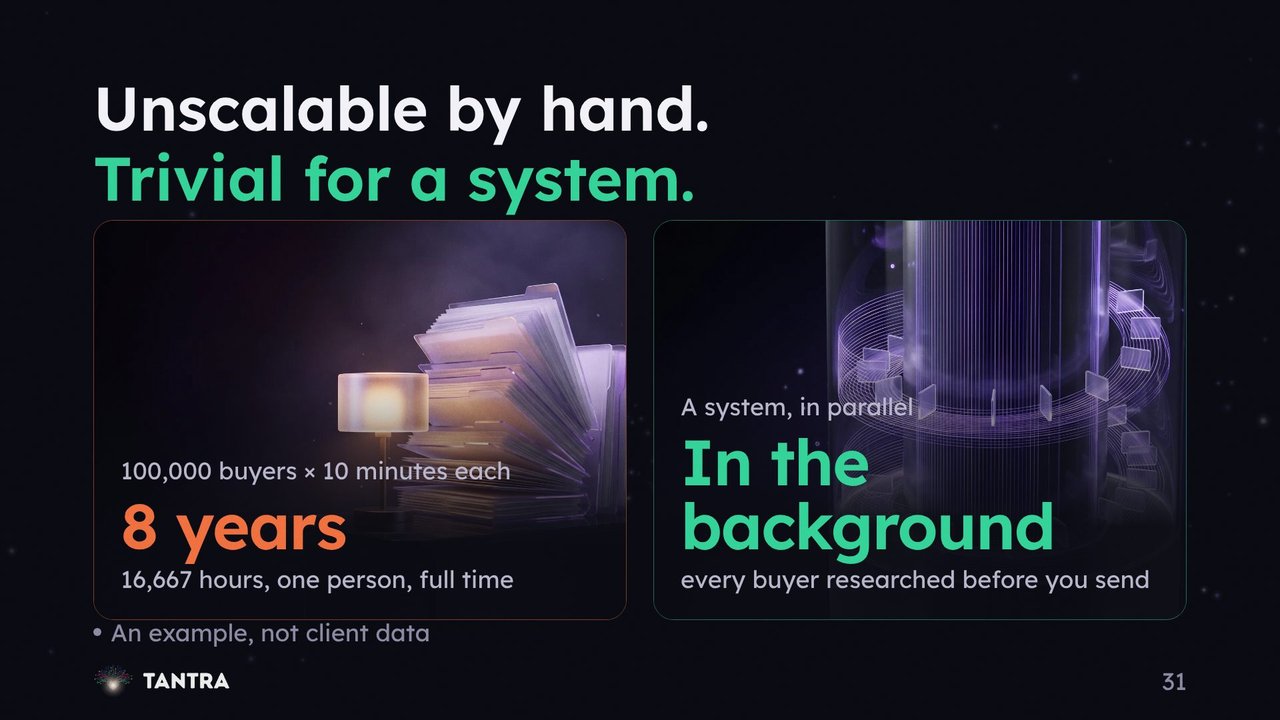 Unscalable by hand.
Trivial for a system.
100,000 buyers × 10 minutes each
8 years
16,667 hours, one person, full time
A system, in parallel
In the
background
every buyer researched before you send
• An example, not client data
TANTRA
31